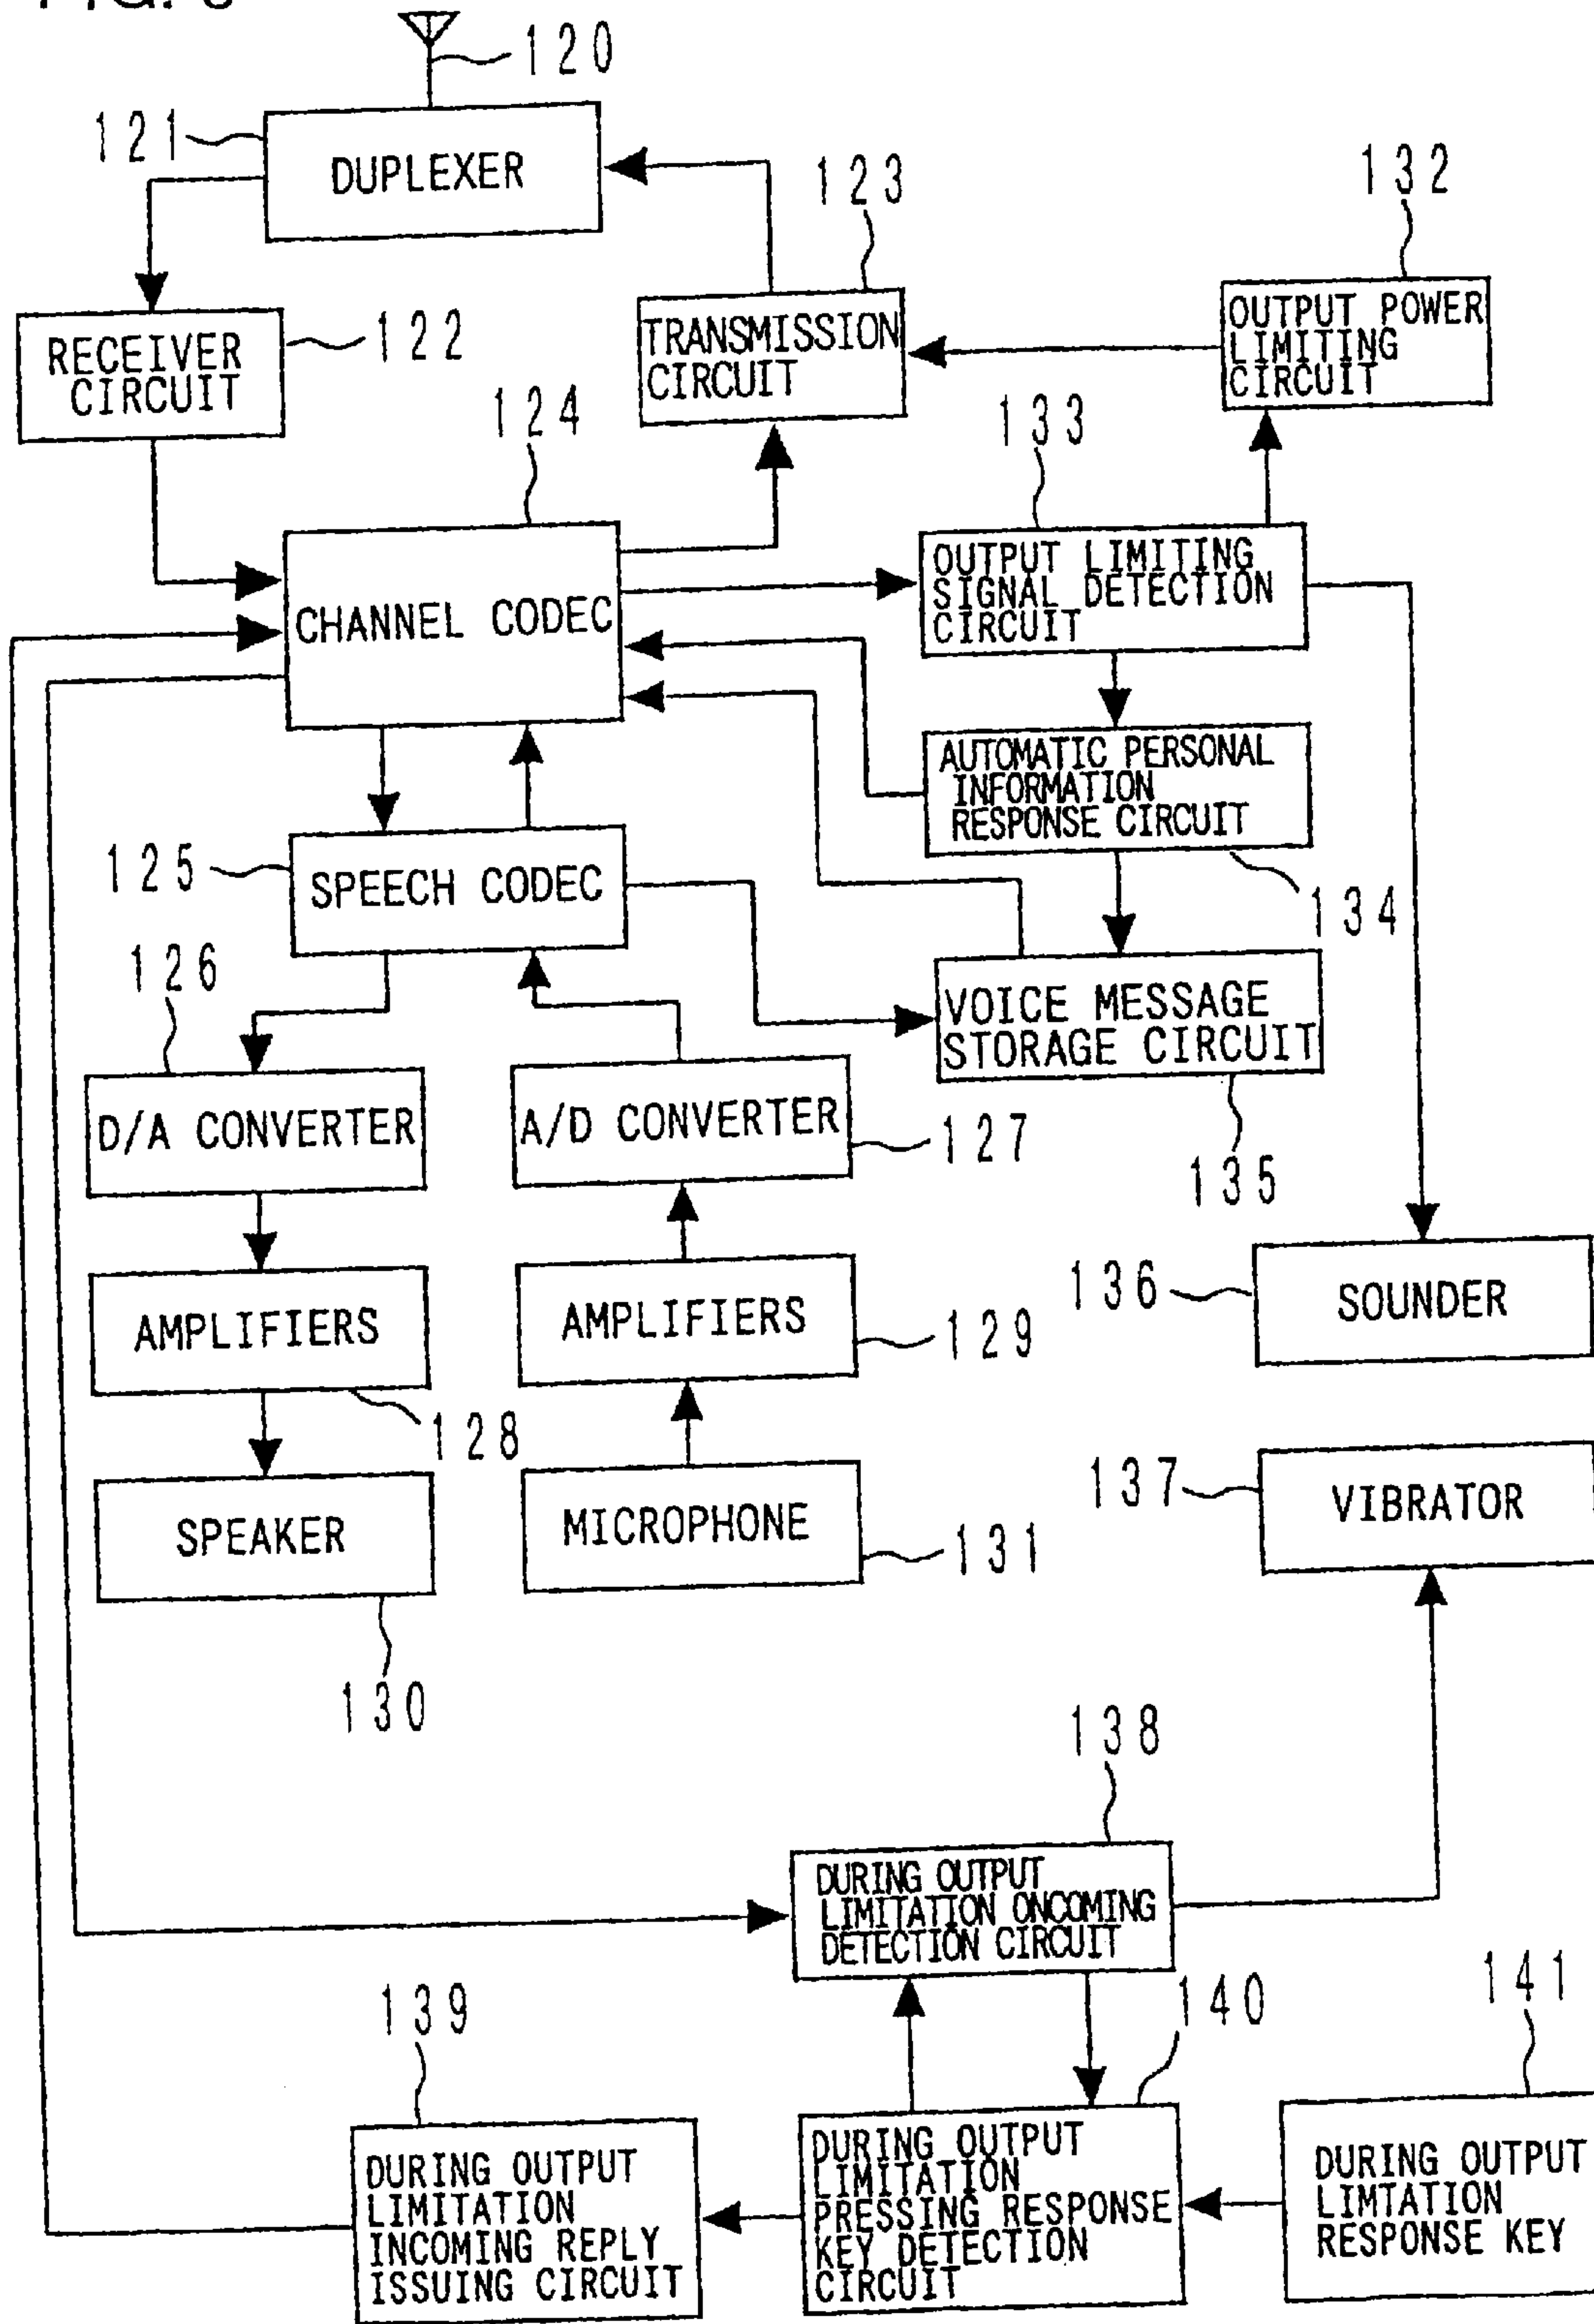 120
121
DUPLEXER
123
132
RECEIVER
CIRCUIT
122
TRANSMISSION
CIRCUIT
OUTPUT POWER
LIMITING
CIRCUIT
124
133
CHANNEL CODEC
OUTPUT LIMITING
SIGNAL DETECTION
CIRCUIT
AUTOMATIC PERSONAL
INFORMATION
RESPONSE CIRCUIT
125
SPEECH CODEC
134
126
VOICE MESSAGE
STORAGE CIRCUIT
D/A CONVERTER
A/D CONVERTER
127
135
AMPLIFIERS
AMPLIFIERS
129
136
SOUNDER
128
SPEAKER
MICROPHONE
131
137
VIBRATOR
130
138
DURING OUTPUT
LIMITATION ONCOMING
DETECTION CIRCUIT
139
140
141
DURING OUTPUT
LIMITATION
INCOMING REPLY
ISSUING CIRCUIT
DURING OUTPUT
LIMITATION
PRESSING RESPONSE
KEY DETECTION
CIRCUIT
DURING OUTPUT
LIMTATION
RESPONSE KEY